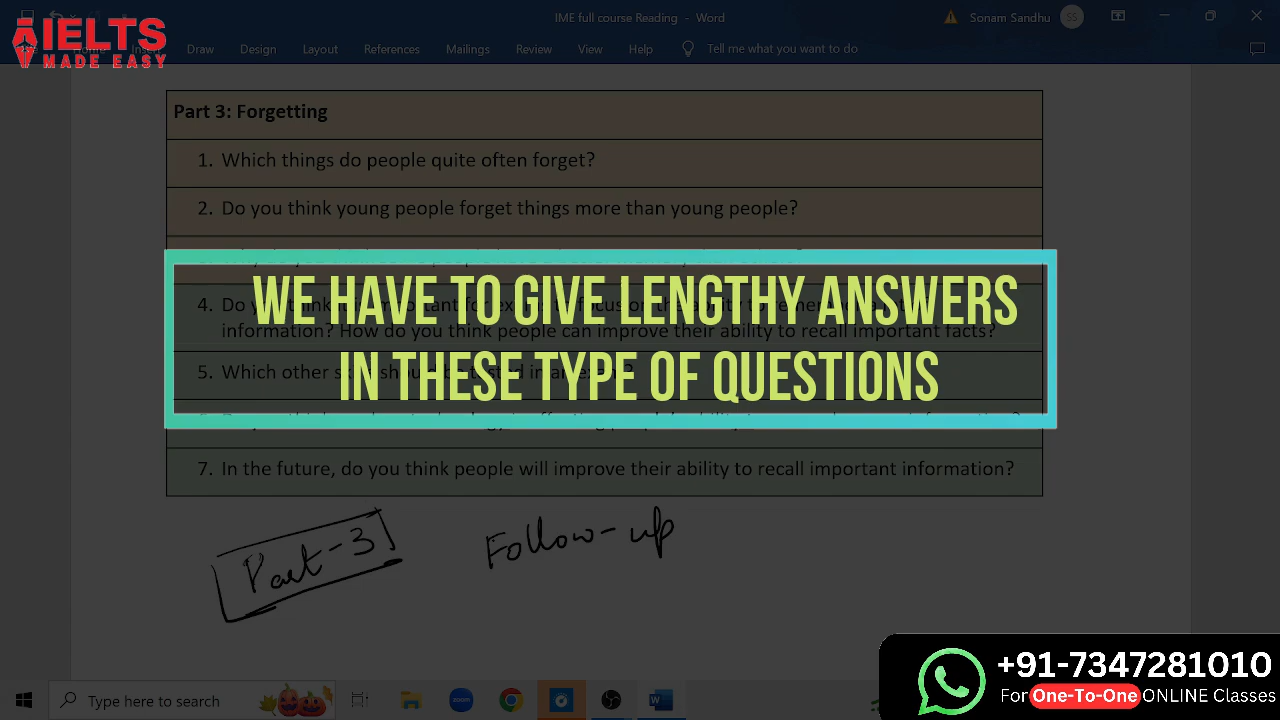 IELTS
MADE EASY
IME full course Reading - Word
Sonam Sandhu
SS
Draw Design Layout References Mailings Review View Help Tell me what you want to do
Part 3: Forgetting
1. Which things do people quite often forget?
2. Do you think young people forget things more than young people?
WE HAVE TO GIVE LENGTHY ANSWERS
IN THESE TYPE OF QUESTIONS
information? How do you think people can improve their ability to recall important facts?
5. Which other
7. In the future, do you think people will improve their ability to recall important information?
Part-3
Follow-up
+91-7347281010
For One-To-One ONLINE Classes
Type here to search
zoom